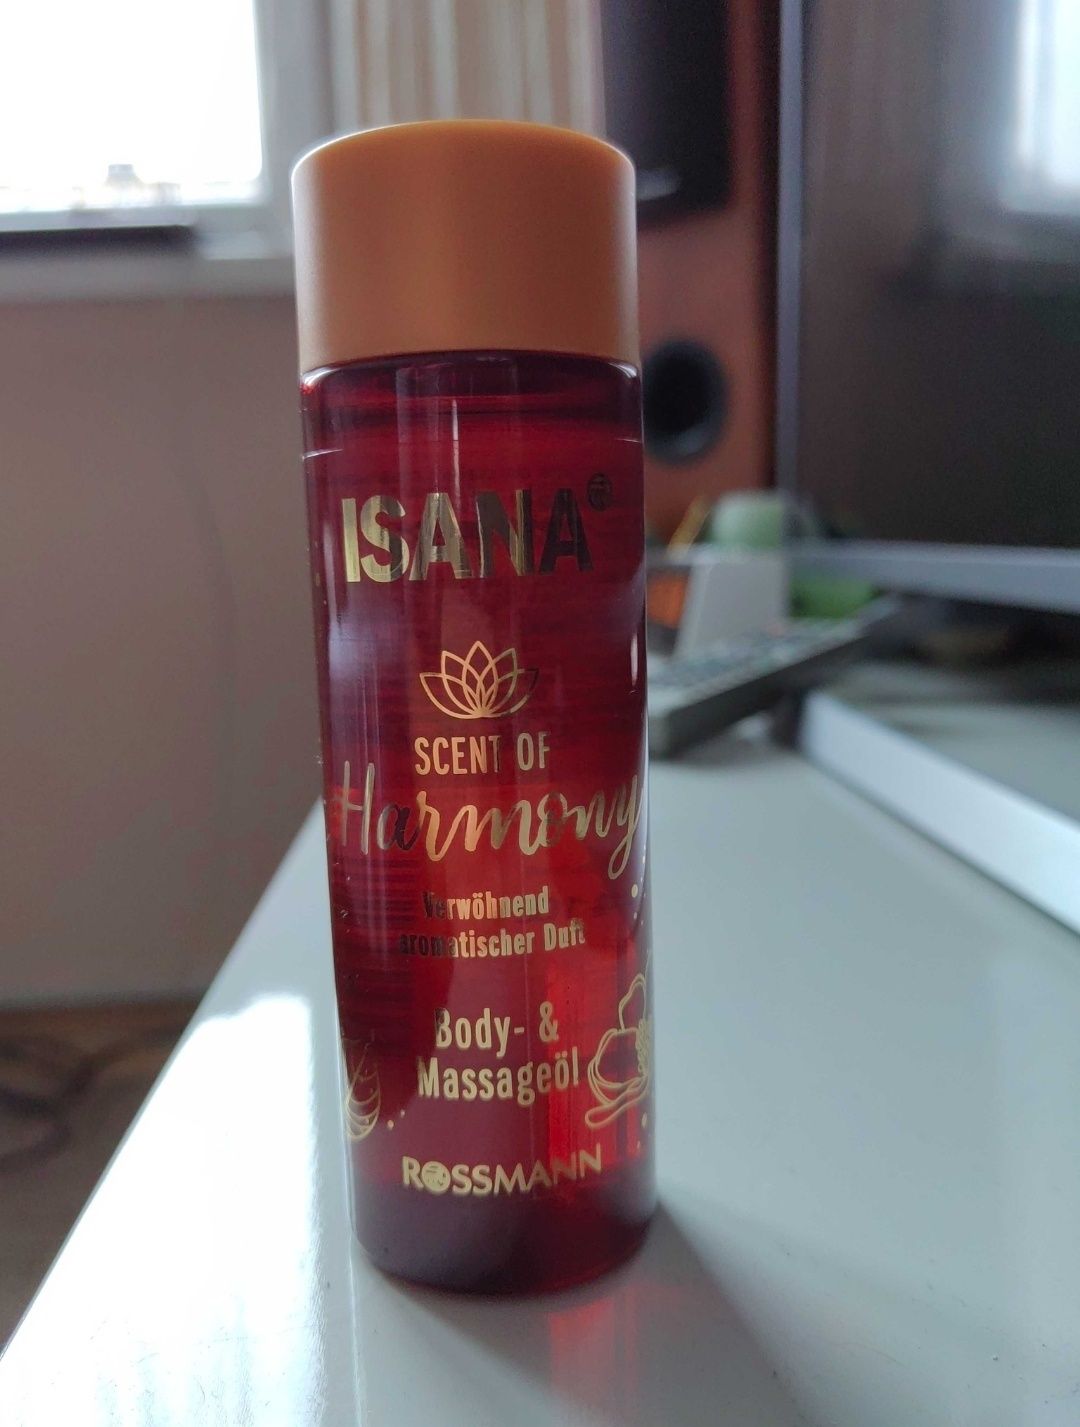 ISANA
SCENT OF
Harmony
Verwöhnend
aromatischer Duft
Body- &
Massageöl
ROSSMANN